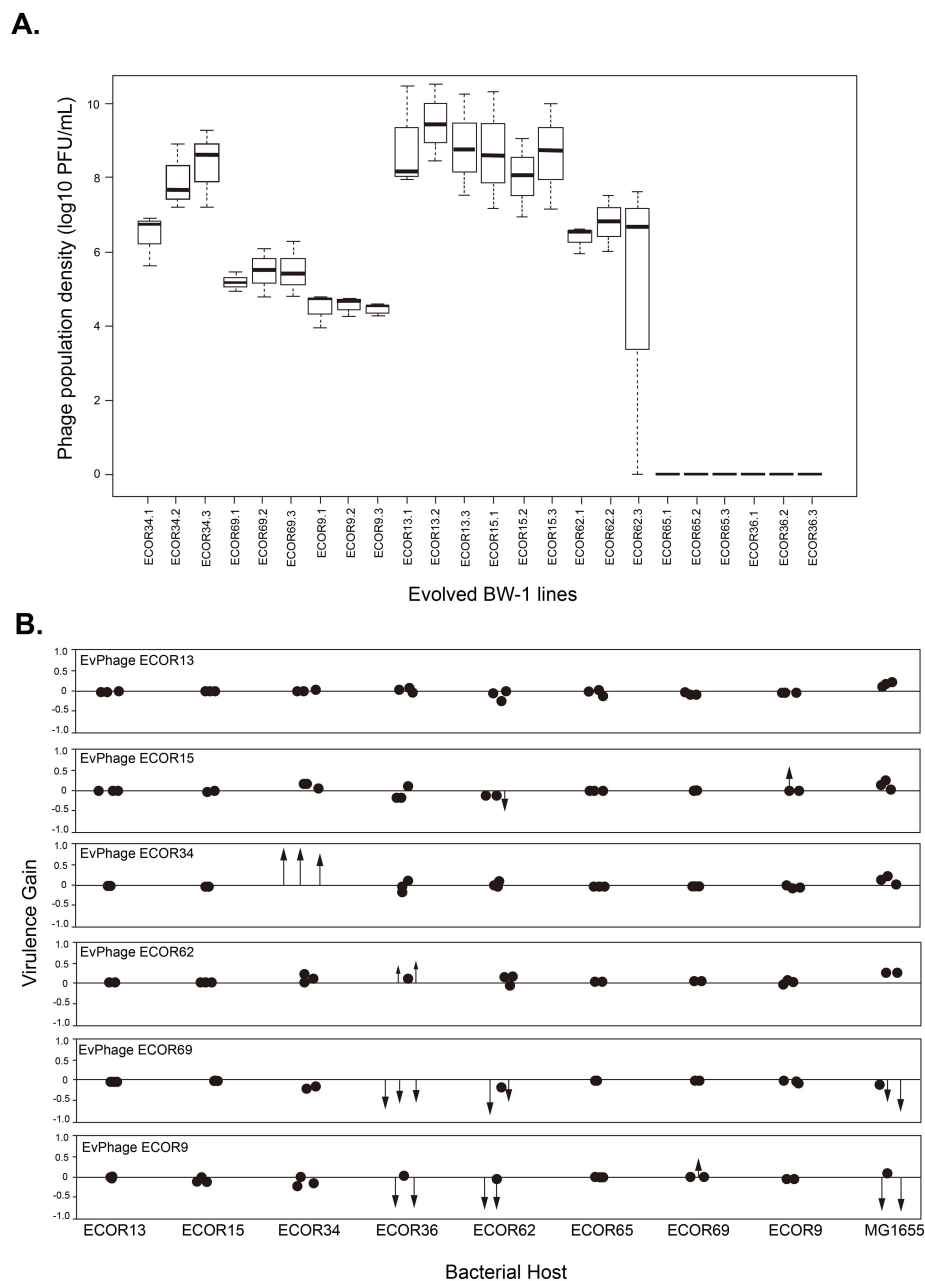 A.
Phage population density (log10 PFU/mL)
10
8
6
4
2
0
ECOR34.1
ECOR34.2
ECOR34.3
ECOR69.1
ECOR69.2
ECOR69.3
ECOR9.1
ECOR9.2
ECOR9.3
ECOR13.1
ECOR13.2
ECOR13.3
ECOR15.1
ECOR15.2
ECOR15.3
ECOR62.1
ECOR62.2
ECOR62.3
ECOR65.1
ECOR65.2
ECOR65.3
ECOR36.1
ECOR36.2
ECOR36.3
Evolved BW-1 lines
B.
Virulence Gain
EvPhage ECOR13
1.0
0.5
0
-0.5
-1.0
EvPhage ECOR15
1.0
0.5
0
-0.5
-1.0
EvPhage ECOR34
1.0
0.5
0
-0.5
-1.0
EvPhage ECOR62
1.0
0.5
0
-0.5
-1.0
EvPhage ECOR69
1.0
0.5
0
-0.5
-1.0
EvPhage ECOR9
1.0
0.5
0
-0.5
-1.0
ECOR13 ECOR15 ECOR34 ECOR36 ECOR62 ECOR65 ECOR69 ECOR9 MG1655
Bacterial Host